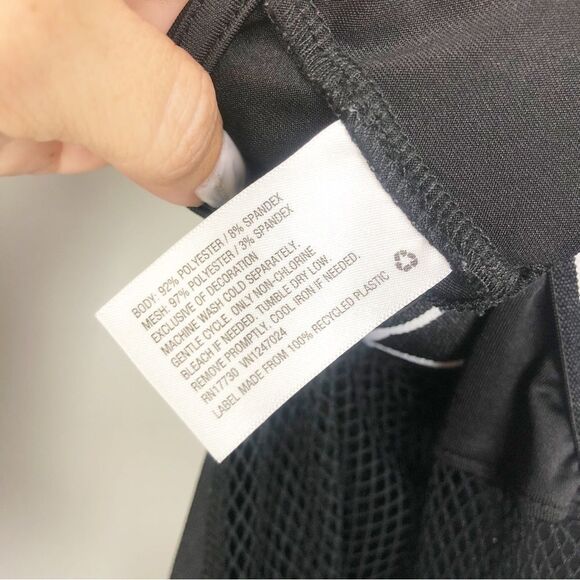 BODY: 92% POLYESTER / 8% SPANDEX
MESH: 97% POLYESTER / 3% SPANDEX
EXCLUSIVE OF DECORATION
MACHINE WASH COLD SEPARATELY.
GENTLE CYCLE. ONLY NON-CHLORINE
BLEACH IF NEEDED. TUMBLE DRY LOW.
REMOVE PROMPTLY. COOL IRON IF NEEDED.
RN17730 VN1247024
LABEL MADE FROM 100% RECYCLED PLASTIC